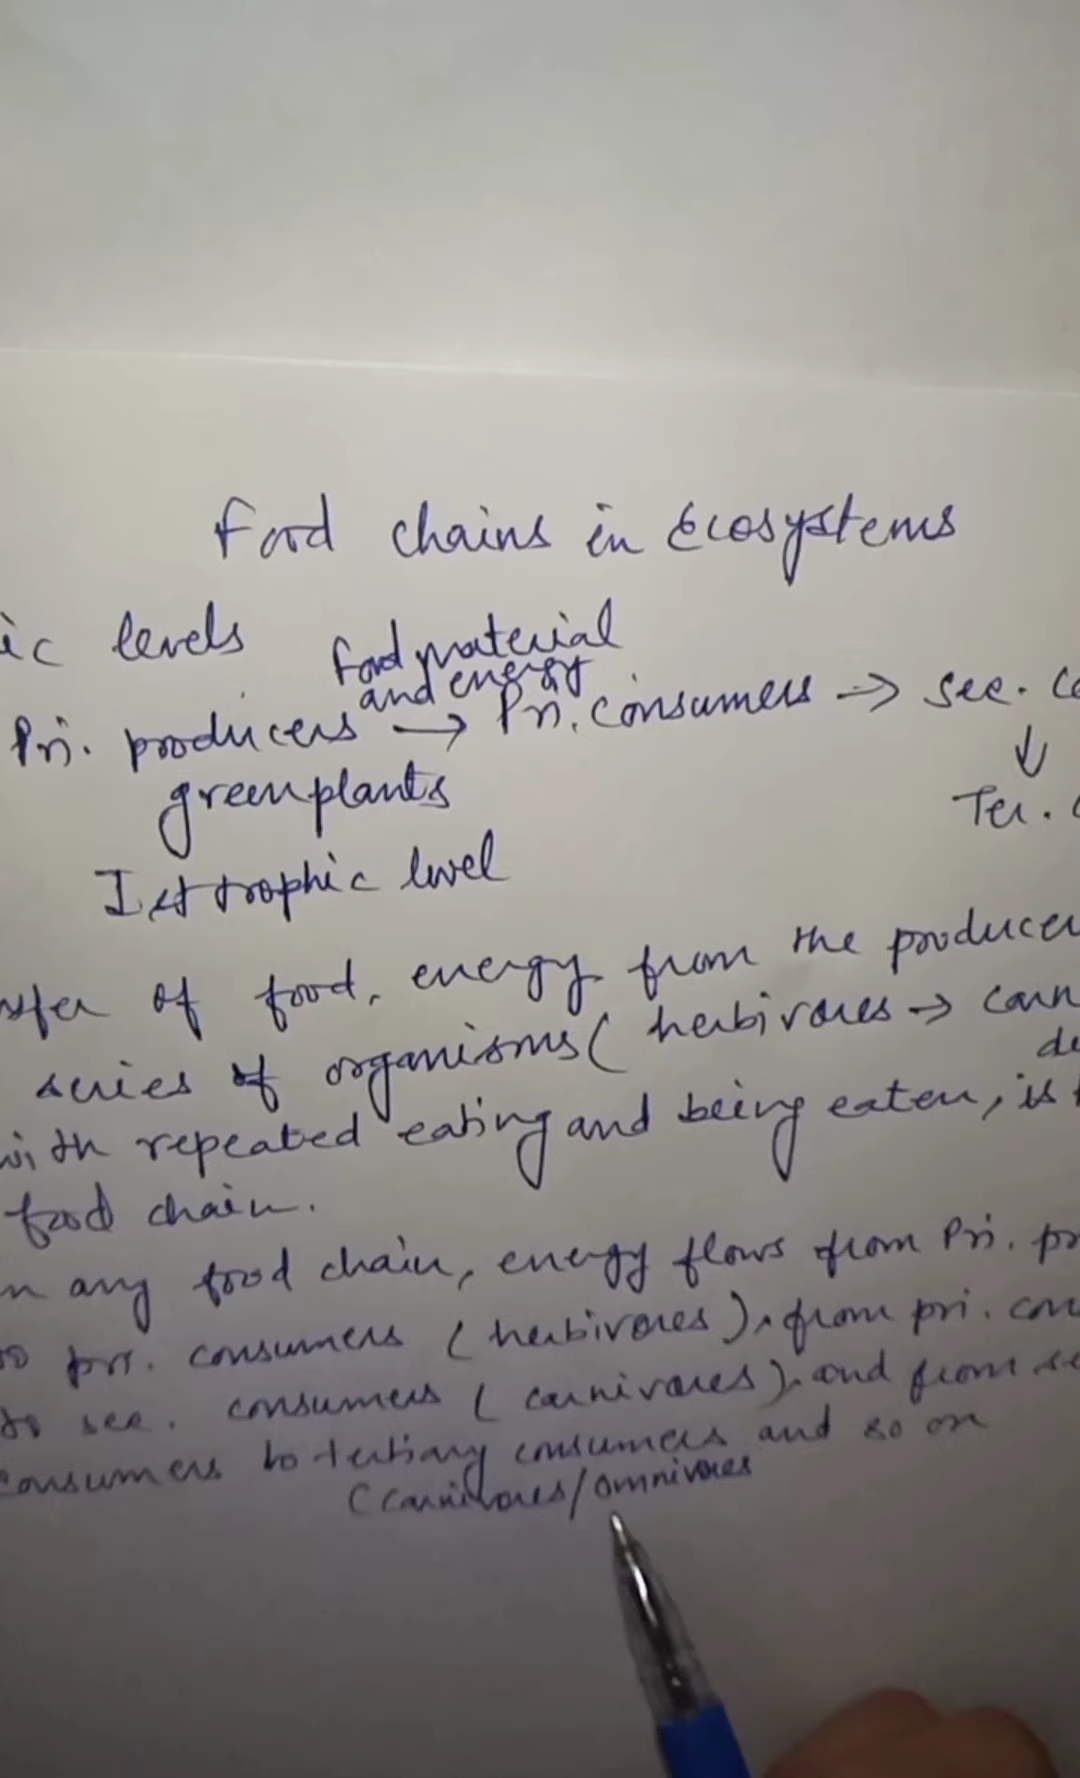 Food chains in Ecosystems
ic levels
Food material
and energy
Pri. producers → Pri. consumers → sec. co
↓
green plants
Ter. c
Ist trophic level
nsfer of food, energy from the producer
series of organisms ( herbivores → carn
de
with repeated eating and being eaten, is
food chain.
n any food chain, energy flows from Pri. pr
to pri. consumers ( herbivores ), from pri. con
to sec. consumers ( carnivores ), and from se
consumers to tertiary consumers and so on
( carnivores/omnivores